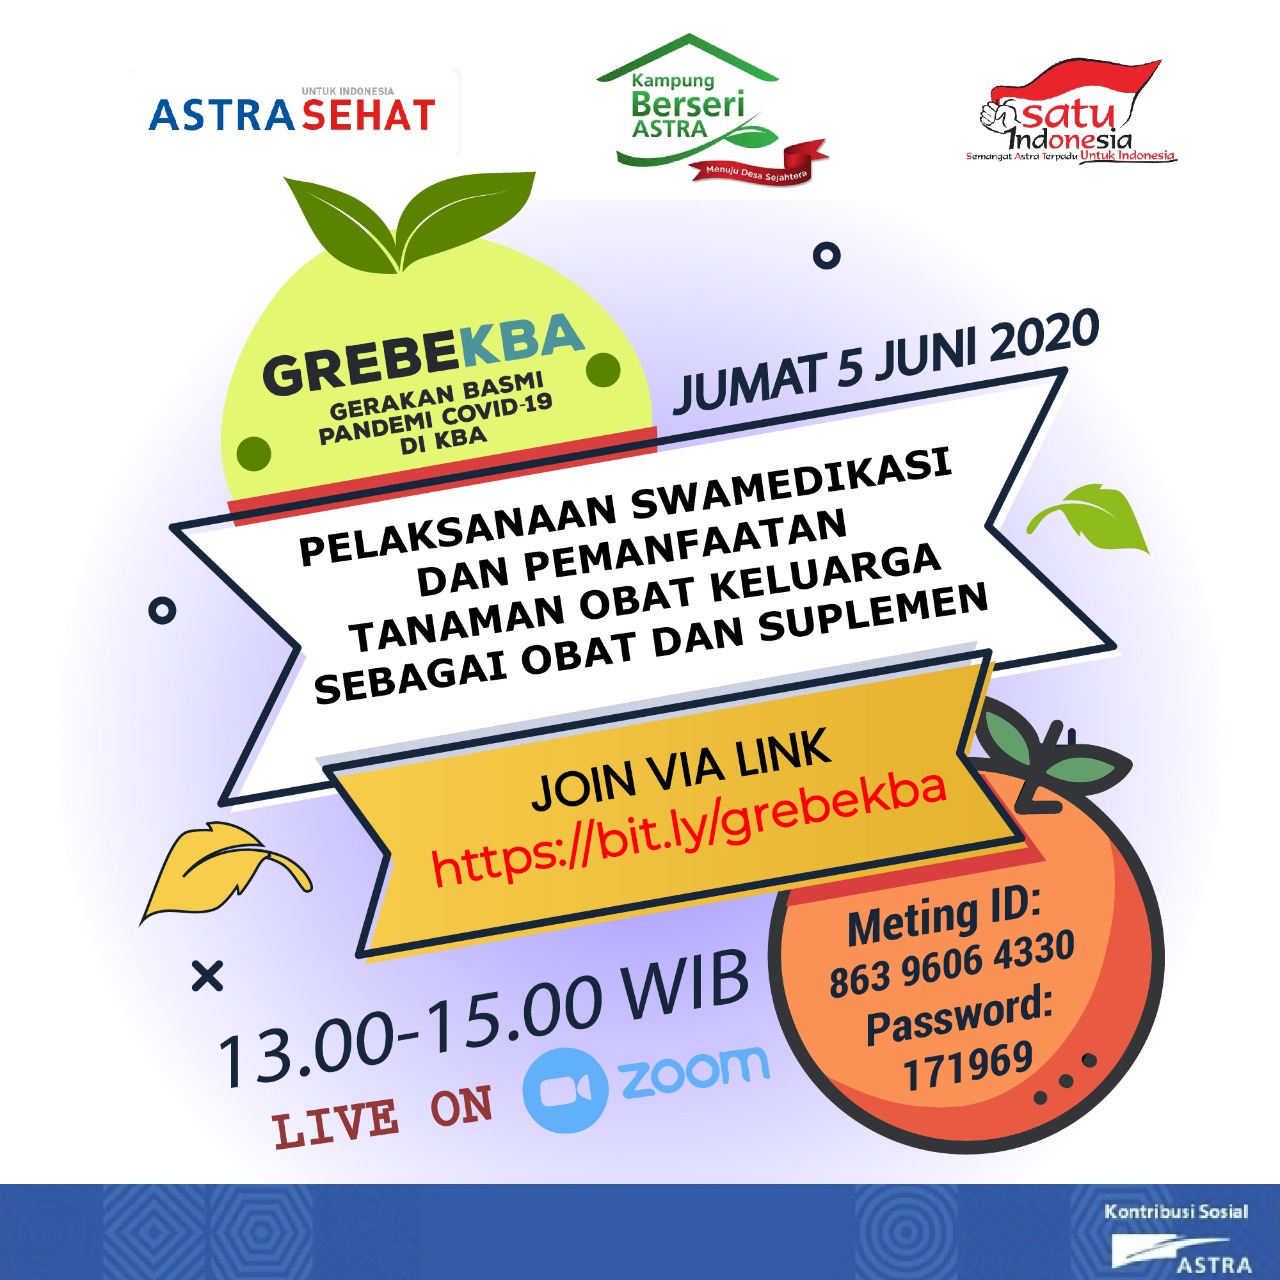 UNTUK INDONESIA
ASTRA SEHAT
Kampung
Berseri
ASTRA
Menuju Desa Sejahtera
satu
Indonesia
Semangat Astra Terpadu Untuk Indonesia
GREBEKBA
GERAKAN BASMI
PANDEMI COVID-19
DI KBA
JUMAT 5 JUNI 2020
PELAKSANAAN SWAMEDIKASI
DAN PEMANFAATAN
TANAMAN OBAT KELUARGA
SEBAGAI OBAT DAN SUPLEMEN
JOIN VIA LINK
https://bit.ly/grebekba
Meting ID:
863 9606 4330
Password:
171969
13.00-15.00 WIB
LIVE ON zoom
Kontribusi Sosial
ASTRA